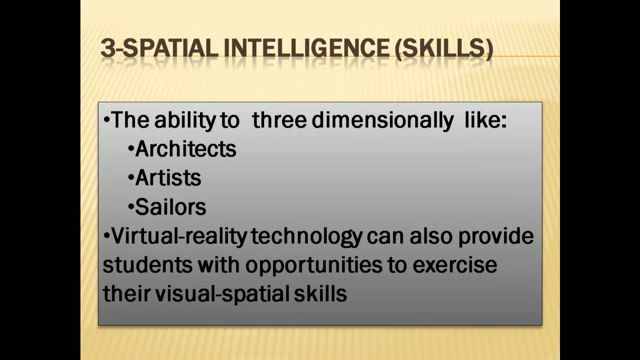 3-SPATIAL INTELLIGENCE (SKILLS)
•The ability to three dimensionally like:
•Architects
•Artists
•Sailors
•Virtual-reality technology can also provide
students with opportunities to exercise
their visual-spatial skills